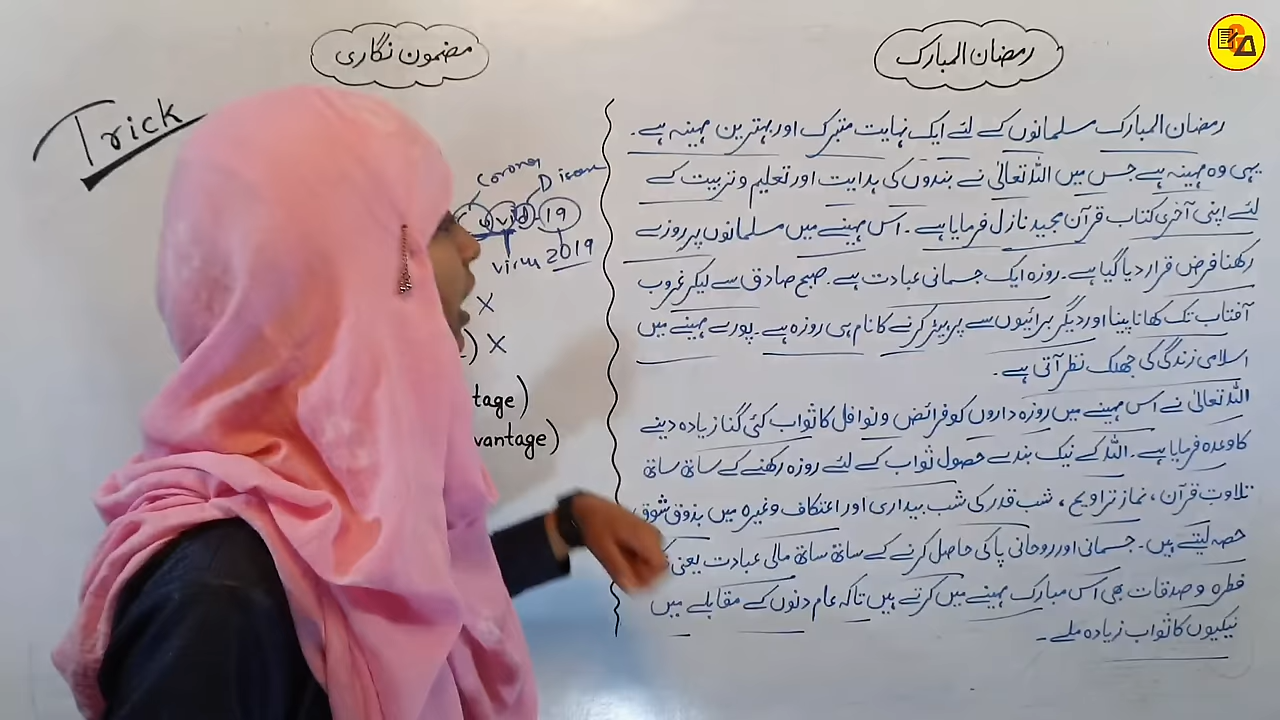 مضمون نگاری
رمضان المبارک
Trick
Corona
19
virus 2019
tage)
vantage)
رمضان المبارک مسلمانوں کے لئے ایک نہایت متبرک اور بہترین مہینہ ہے۔
یہی وہ مہینہ ہے جس میں اللہ تعالیٰ نے بندوں کی ہدایت اور تعلیم و تربیت کے
لئے اپنی آخری کتاب قرآن مجید نازل فرمایا ہے۔ اس مہینے میں مسلمانوں پر روزے
رکھنا فرض قرار دیا گیا ہے۔ روزہ ایک جسمانی عبادت ہے۔ صبح صادق سے لیکر غروب
آفتاب تک کھانا پینا اور دیگر برائیوں سے پرہیز کرنے کا نام ہی روزہ ہے۔ پورے مہینے میں
اسلامی زندگی کی جھلک نظر آتی ہے۔
اللہ تعالیٰ نے اس مہینے میں روزہ داروں کو فرائض و نوافل کا ثواب کئی گنا زیادہ دینے
کا وعدہ فرمایا ہے۔ اللہ کے نیک بندے حصول ثواب کے لئے روزہ رکھنے کے ساتھ ساتھ
تلاوت قرآن، نماز تراویح، شب قدر کی شب بیداری اور اعتکاف وغیرہ میں بذوق شوق
حصہ لیتے ہیں۔ جسمانی اور روحانی پاکی حاصل کرنے کے ساتھ ساتھ مالی عبادت یعنی
فطرہ و صدقات بھی اس مبارک مہینے میں کرتے ہیں تاکہ عام دنوں کے مقابلے میں
نیکیوں کا ثواب زیادہ ملے۔